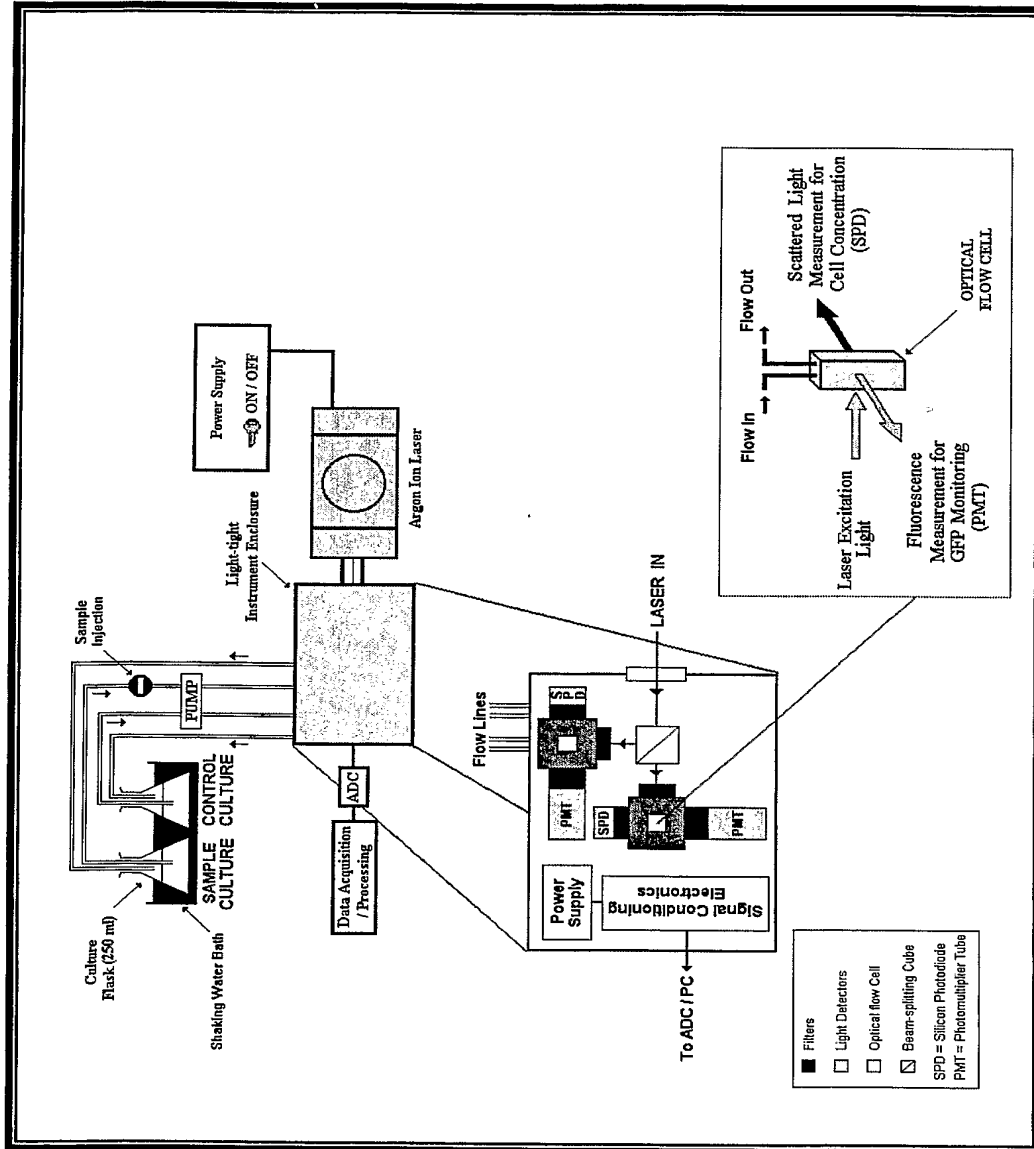 Culture
Flask (250 ml)
Shaking Water Bath
SAMPLE CONTROL
CULTURE CULTURE
Sample
Injection
PUMP
Light-tight
Instrument Enclosure
Power Supply
ON / OFF
Argon Ion Laser
ADC
Data Acquisition
/ Processing
Flow Lines
LASER IN
SPD
PMT
SPD
PMT
Power
Supply
Signal Conditioning
Electronics
To ADC / PC
Flow In
Flow Out
Scattered Light
Measurement for
Cell Concentration
(SPD)
Laser Excitation
Light
Fluorescence
Measurement for
GFP Monitoring
(PMT)
OPTICAL
FLOW CELL
Filters
Light Detectors
Optical flow Cell
Beam-splitting Cube
SPD = Silicon Photodiode
PMT = Photomultiplier Tube